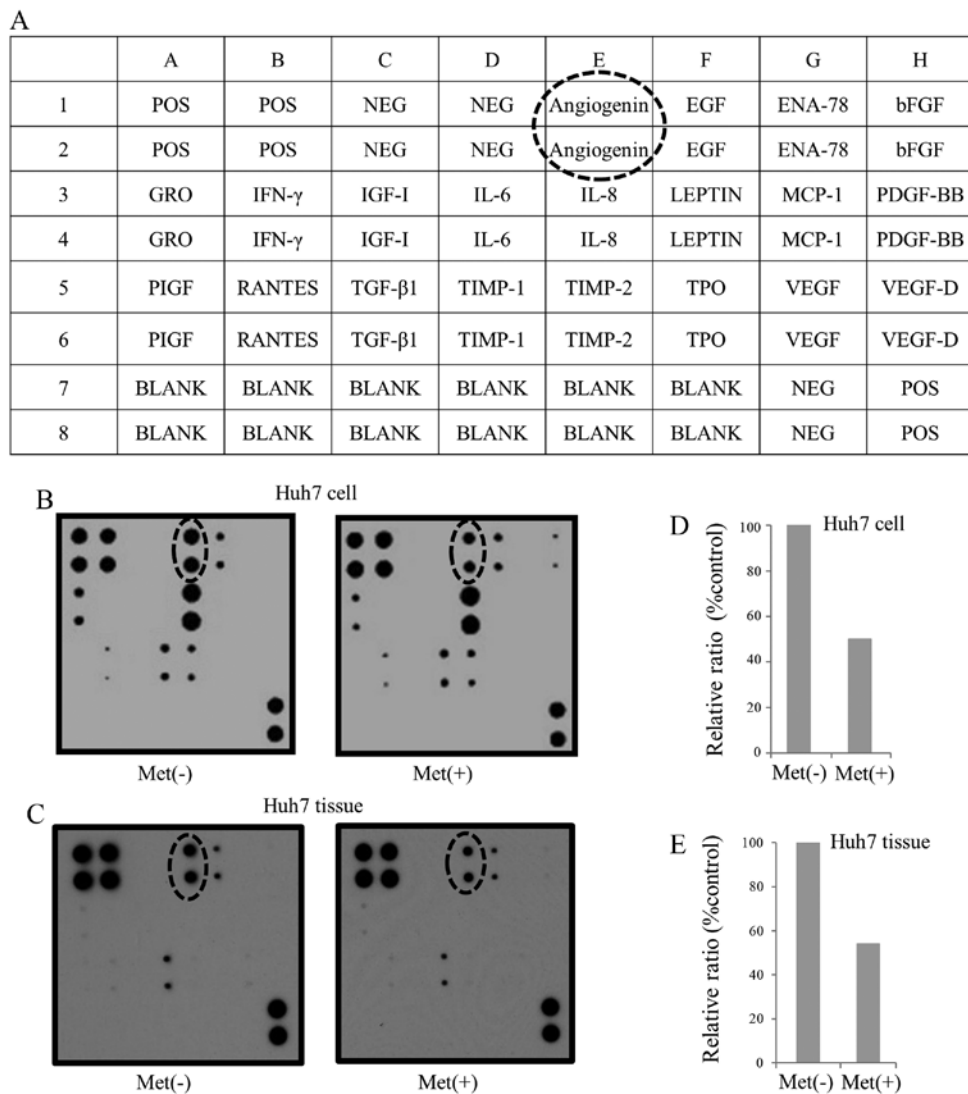 A
A B C D E F G H
1 POS POS NEG NEG Angiogenin EGF ENA-78 bFGF
2 POS POS NEG NEG Angiogenin EGF ENA-78 bFGF
3 GRO IFN-γ IGF-I IL-6 IL-8 LEPTIN MCP-1 PDGF-BB
4 GRO IFN-γ IGF-I IL-6 IL-8 LEPTIN MCP-1 PDGF-BB
5 PIGF RANTES TGF-β1 TIMP-1 TIMP-2 TPO VEGF VEGF-D
6 PIGF RANTES TGF-β1 TIMP-1 TIMP-2 TPO VEGF VEGF-D
7 BLANK BLANK BLANK BLANK BLANK BLANK NEG POS
8 BLANK BLANK BLANK BLANK BLANK BLANK NEG POS
B
Huh7 cell
Met(-) Met(+)
C
Huh7 tissue
Met(-) Met(+)
D
Huh7 cell
Relative ratio (%control)
100
80
60
40
20
0
Met(-) Met(+)
E
Huh7 tissue
Relative ratio (%control)
100
80
60
40
20
0
Met(-) Met(+)